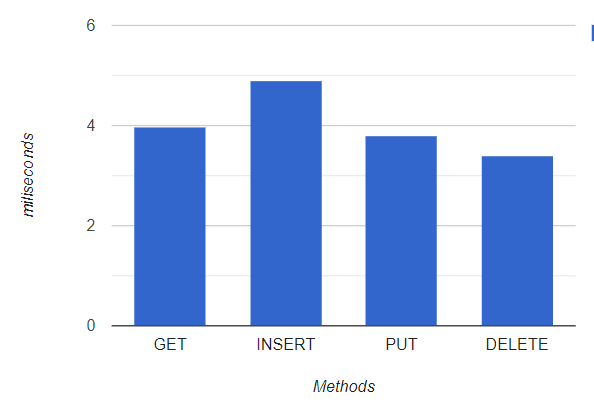 6
4
2
0
miliseconds
GET INSERT PUT DELETE
Methods